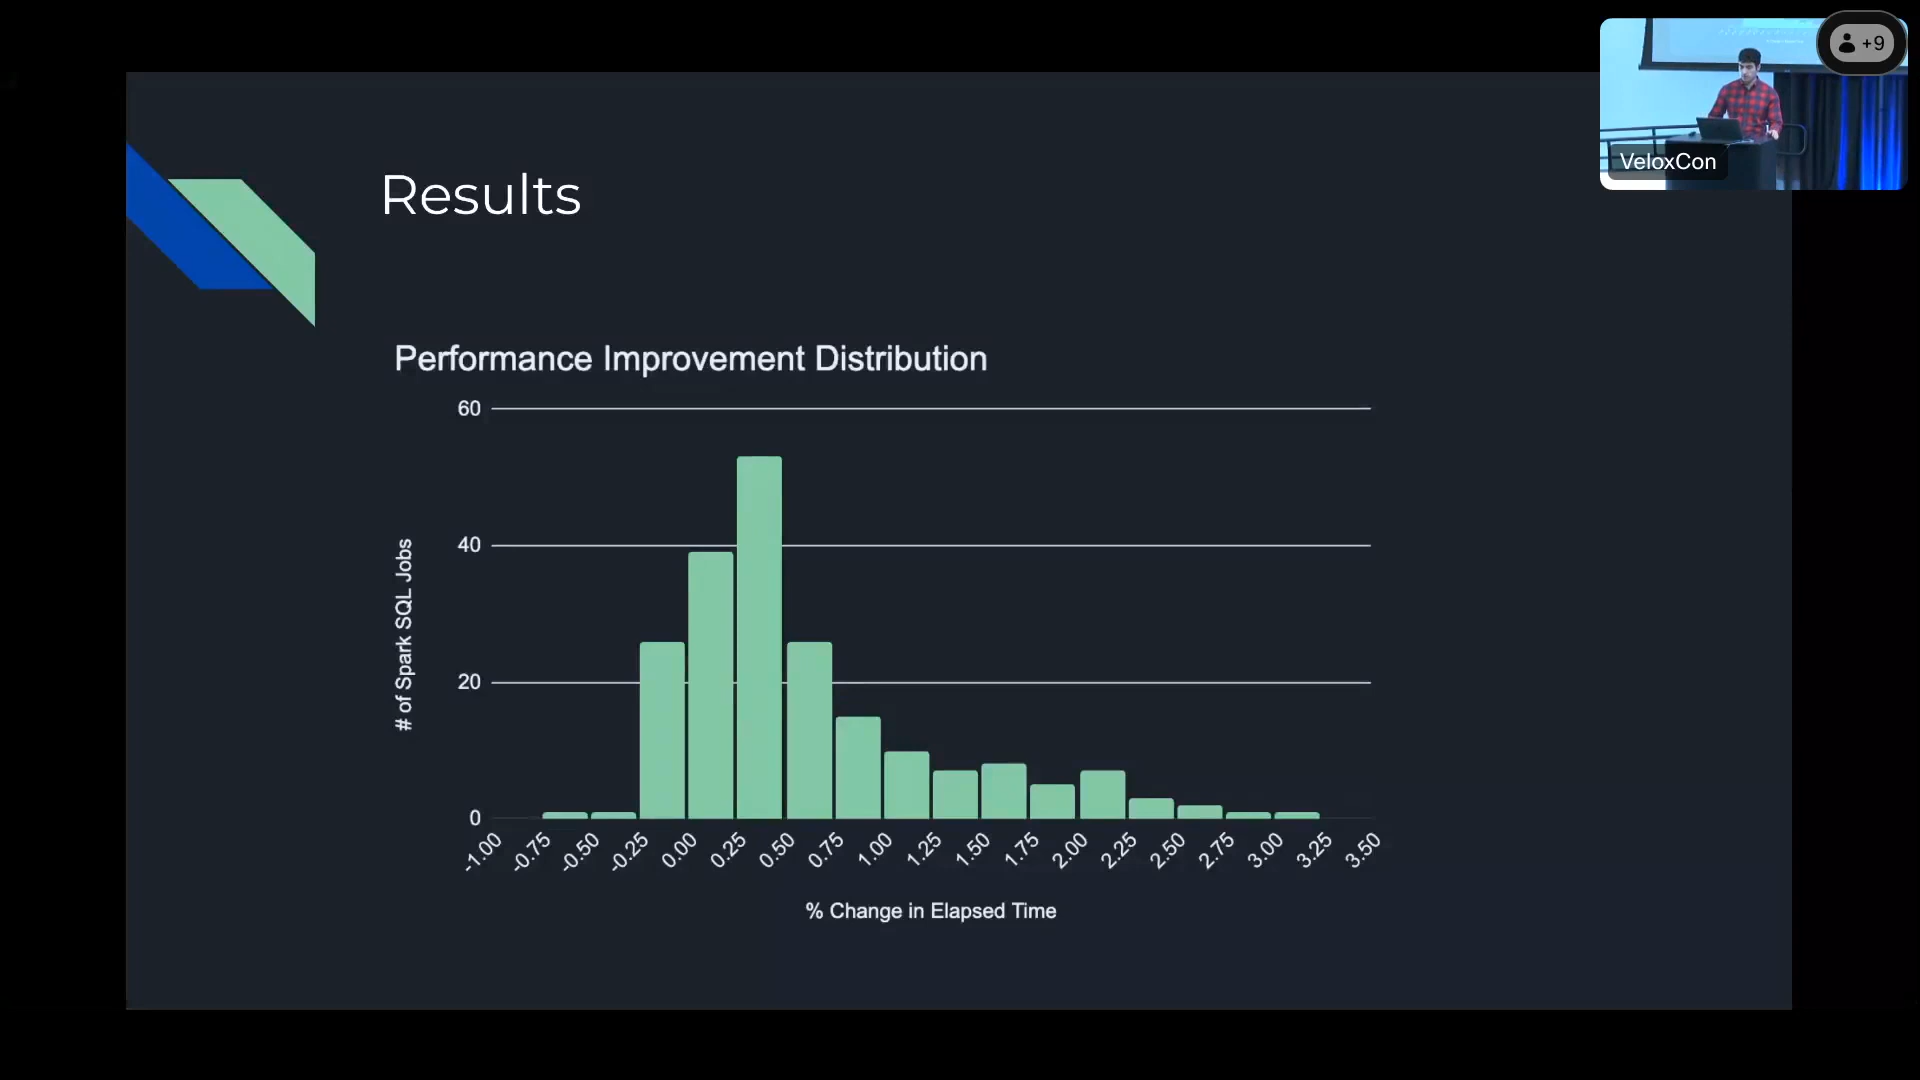 +9
VeloxCon
Results
Performance Improvement Distribution
60
40
20
0
# of Spark SQL Jobs
-1.00 -0.75 -0.50 -0.25 0.00 0.25 0.50 0.75 1.00 1.25 1.50 1.75 2.00 2.25 2.50 2.75 3.00 3.25 3.50
% Change in Elapsed Time